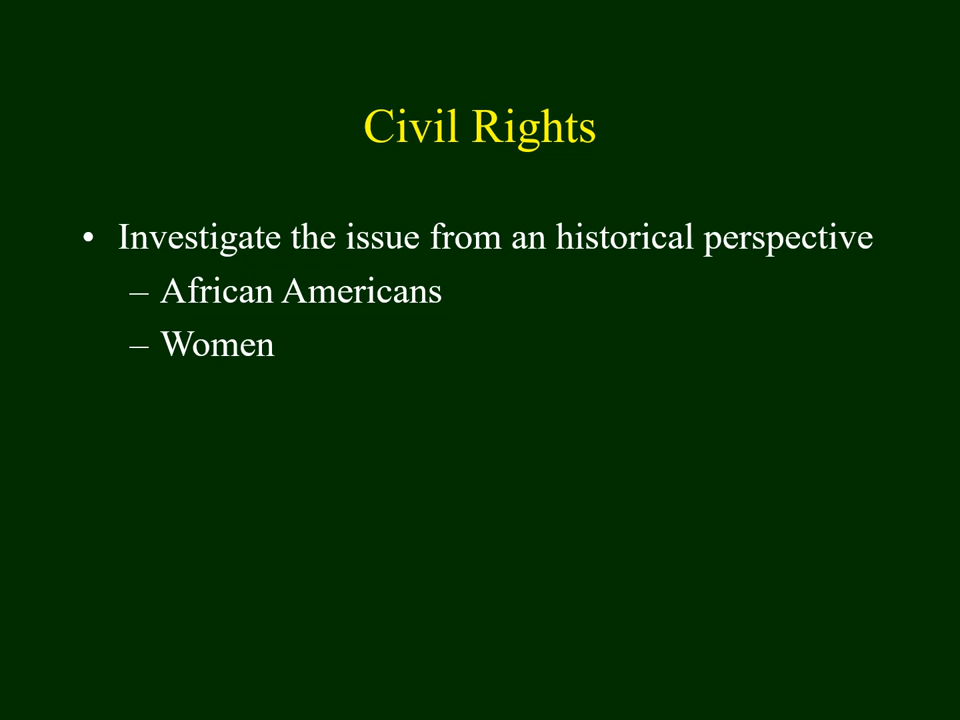 Civil Rights
• Investigate the issue from an historical perspective
– African Americans
– Women